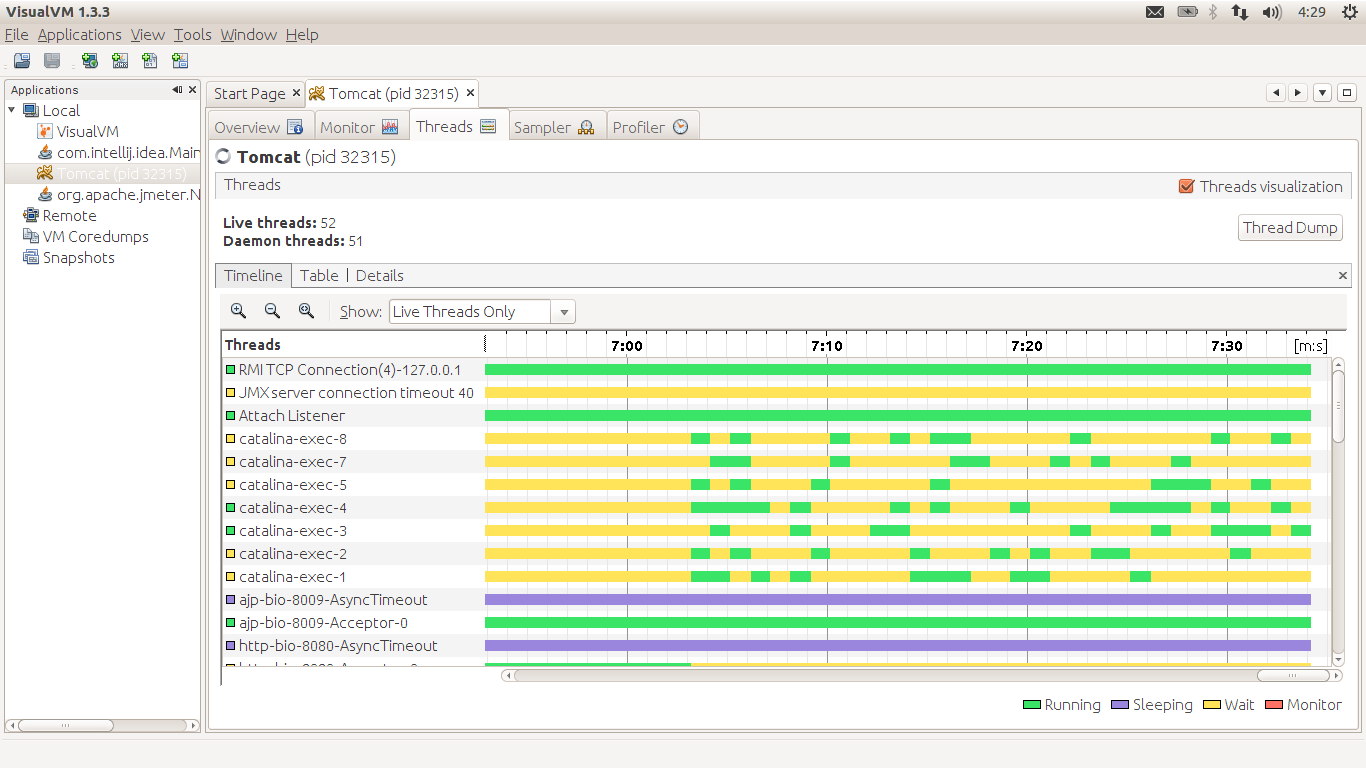 VisualVM 1.3.3
4:29
File Applications View Tools Window Help
Applications
Local
VisualVM
com.intellij.idea.Main
Tomcat (pid 32315)
org.apache.jmeter.N
Remote
VM Coredumps
Snapshots
Start Page
Tomcat (pid 32315)
Overview Monitor Threads Sampler Profiler
Tomcat (pid 32315)
Threads
Threads visualization
Live threads: 52
Daemon threads: 51
Thread Dump
Timeline Table Details
Show: Live Threads Only
Threads 7:00 7:10 7:20 7:30 [m:s]
RMI TCP Connection(4)-127.0.0.1
JMX server connection timeout 40
Attach Listener
catalina-exec-8
catalina-exec-7
catalina-exec-5
catalina-exec-4
catalina-exec-3
catalina-exec-2
catalina-exec-1
ajp-bio-8009-AsyncTimeout
ajp-bio-8009-Acceptor-0
http-bio-8080-AsyncTimeout
Running Sleeping Wait Monitor